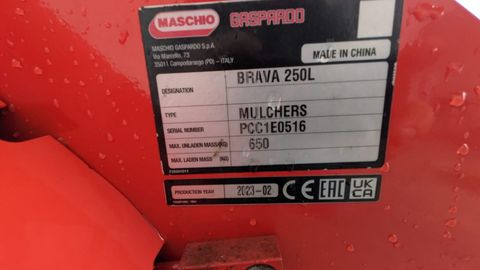 MASCHIO
GASPARDO
MASCHIO GASPARDO S.p.A.
Via Marcello, 73
35011 Campodarsego (PD) - ITALY
MADE IN CHINA
DESIGNATION BRAVA 250L
TYPE MULCHERS
SERIAL NUMBER PCC1E0516
MAX. UNLADEN MASS (KG) 650
MAX. LADEN MASS (KG)
PRODUCTION YEAR 2023-02 CE EAC UK CA